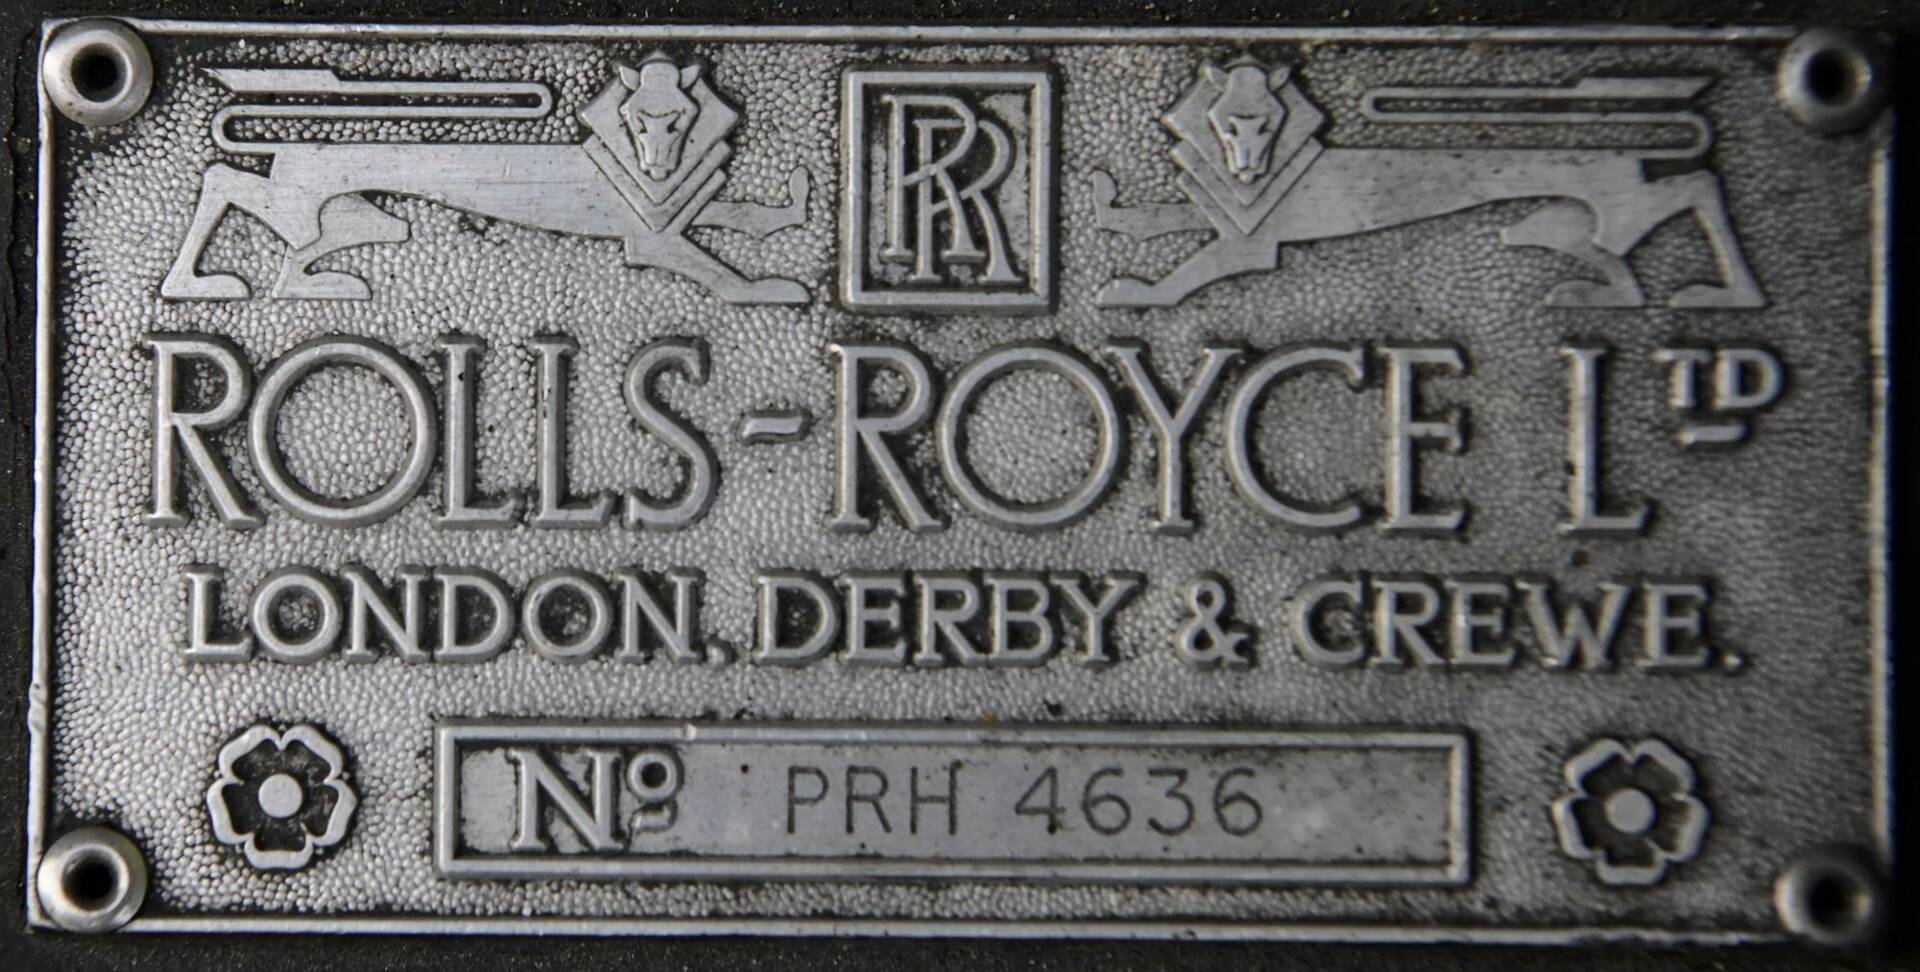 RR
ROLLS-ROYCE LTD
LONDON, DERBY & CREWE.
Nº PRH 4636